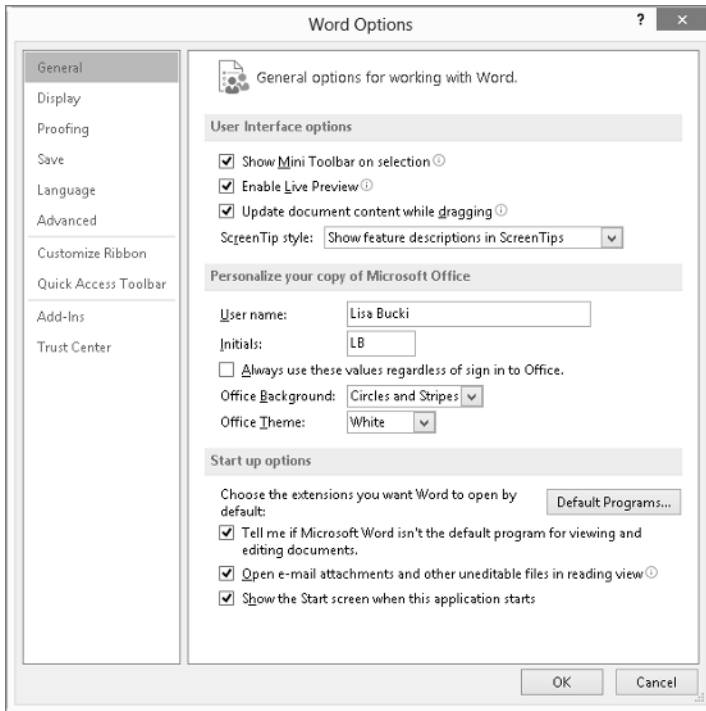 Word Options
?
General
Display
Proofing
Save
Language
Advanced
Customize Ribbon
Quick Access Toolbar
Add-Ins
Trust Center
General options for working with Word.
User Interface options
Show Mini Toolbar on selection
Enable Live Preview
Update document content while dragging
ScreenTip style: Show feature descriptions in ScreenTips
Personalize your copy of Microsoft Office
User name: Lisa Bucki
Initials: LB
Always use these values regardless of sign in to Office.
Office Background: Circles and Stripes
Office Theme: White
Start up options
Choose the extensions you want Word to open by
default:
Default Programs...
Tell me if Microsoft Word isn't the default program for viewing and
editing documents.
Open e-mail attachments and other uneditable files in reading view
Show the Start screen when this application starts
OK
Cancel